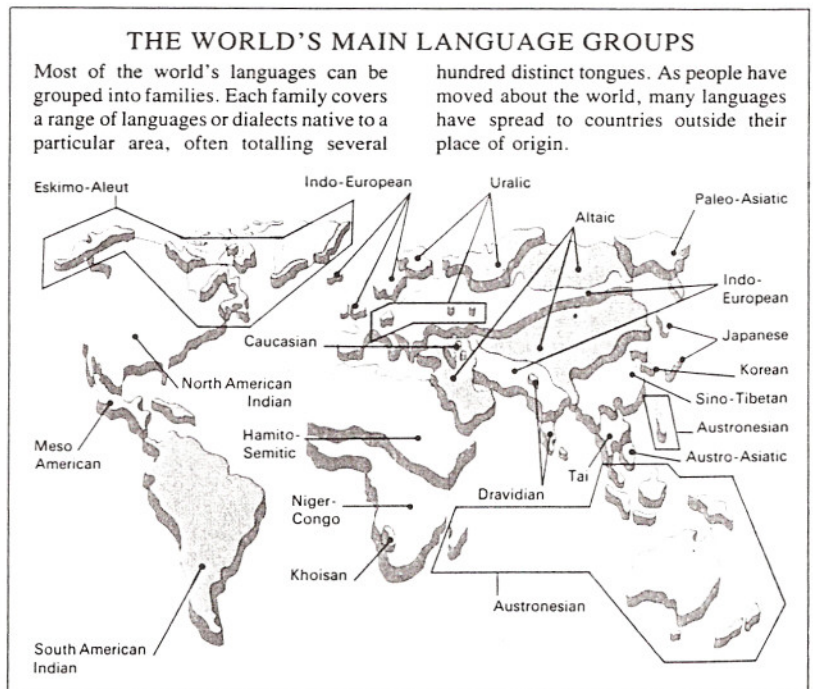 THE WORLD'S MAIN LANGUAGE GROUPS
Most of the world's languages can be
grouped into families. Each family covers
a range of languages or dialects native to a
particular area, often totalling several
hundred distinct tongues. As people have
moved about the world, many languages
have spread to countries outside their
place of origin.
Eskimo-Aleut
Indo-European
Uralic
Altaic
Paleo-Asiatic
Indo-
European
Caucasian
Japanese
Korean
North American
Indian
Sino-Tibetan
Meso
American
Hamito-
Semitic
Austronesian
Austro-Asiatic
Tai
Dravidian
Niger-
Congo
Khoisan
Austronesian
South American
Indian